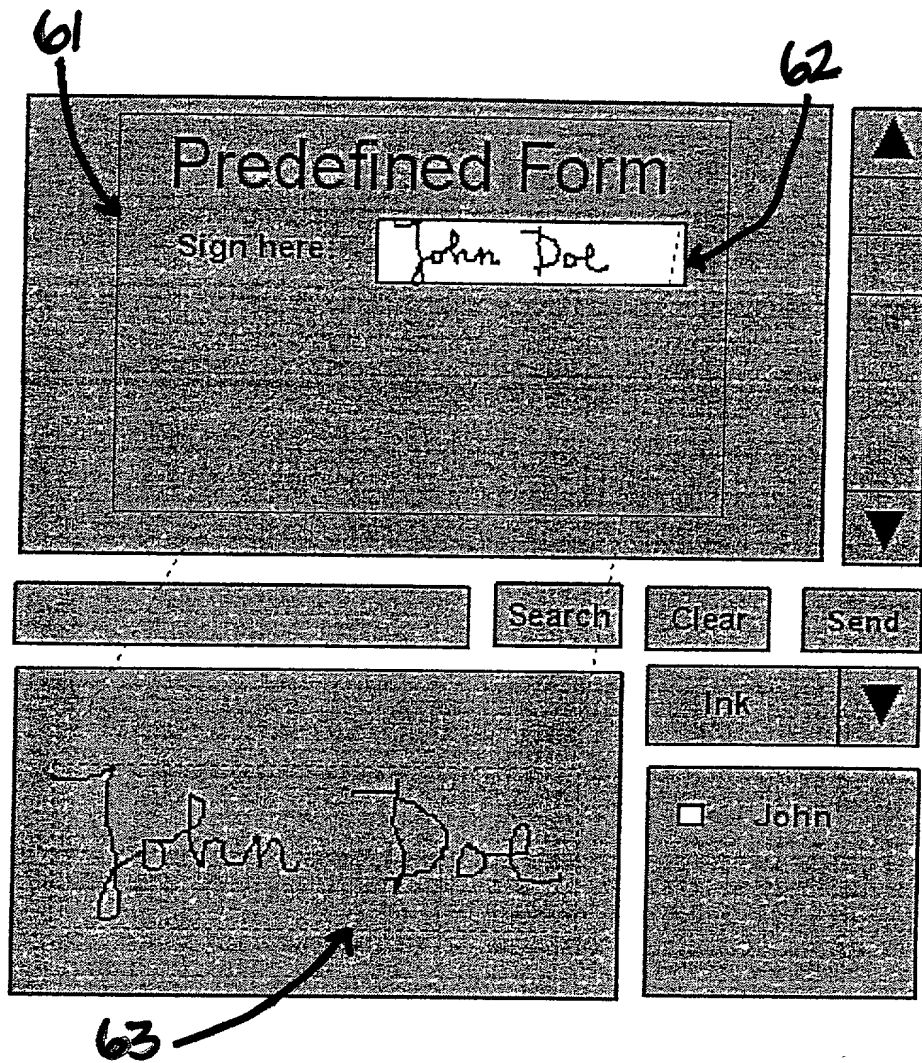 61
62
Predefined Form
Sign here
John Doe
Search
Clear
Send
Ink
John Doe
John
63